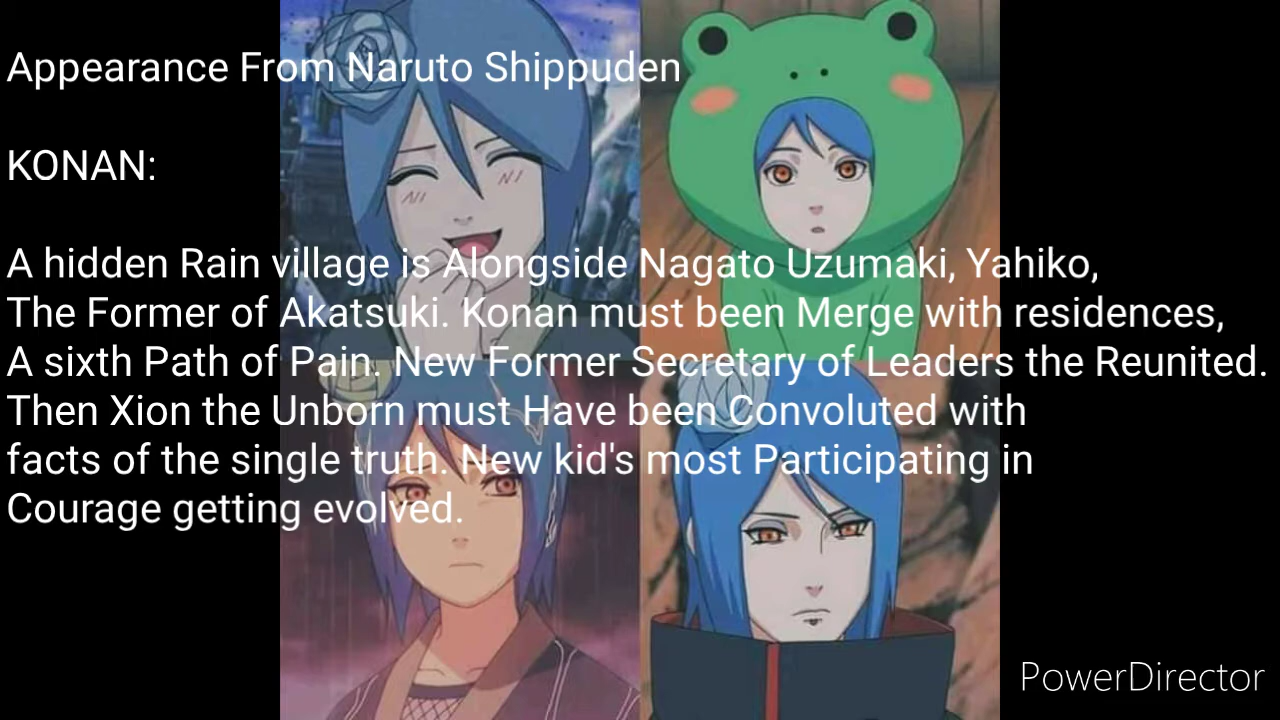 Appearance From Naruto Shippuden
KONAN:
A hidden Rain village is Alongside Nagato Uzumaki, Yahiko,
The Former of Akatsuki. Konan must been Merge with residences,
A sixth Path of Pain. New Former Secretary of Leaders the Reunited.
Then Xion the Unborn must Have been Convoluted with
facts of the single truth. New kid's most Participating in
Courage getting evolved.
PowerDirector